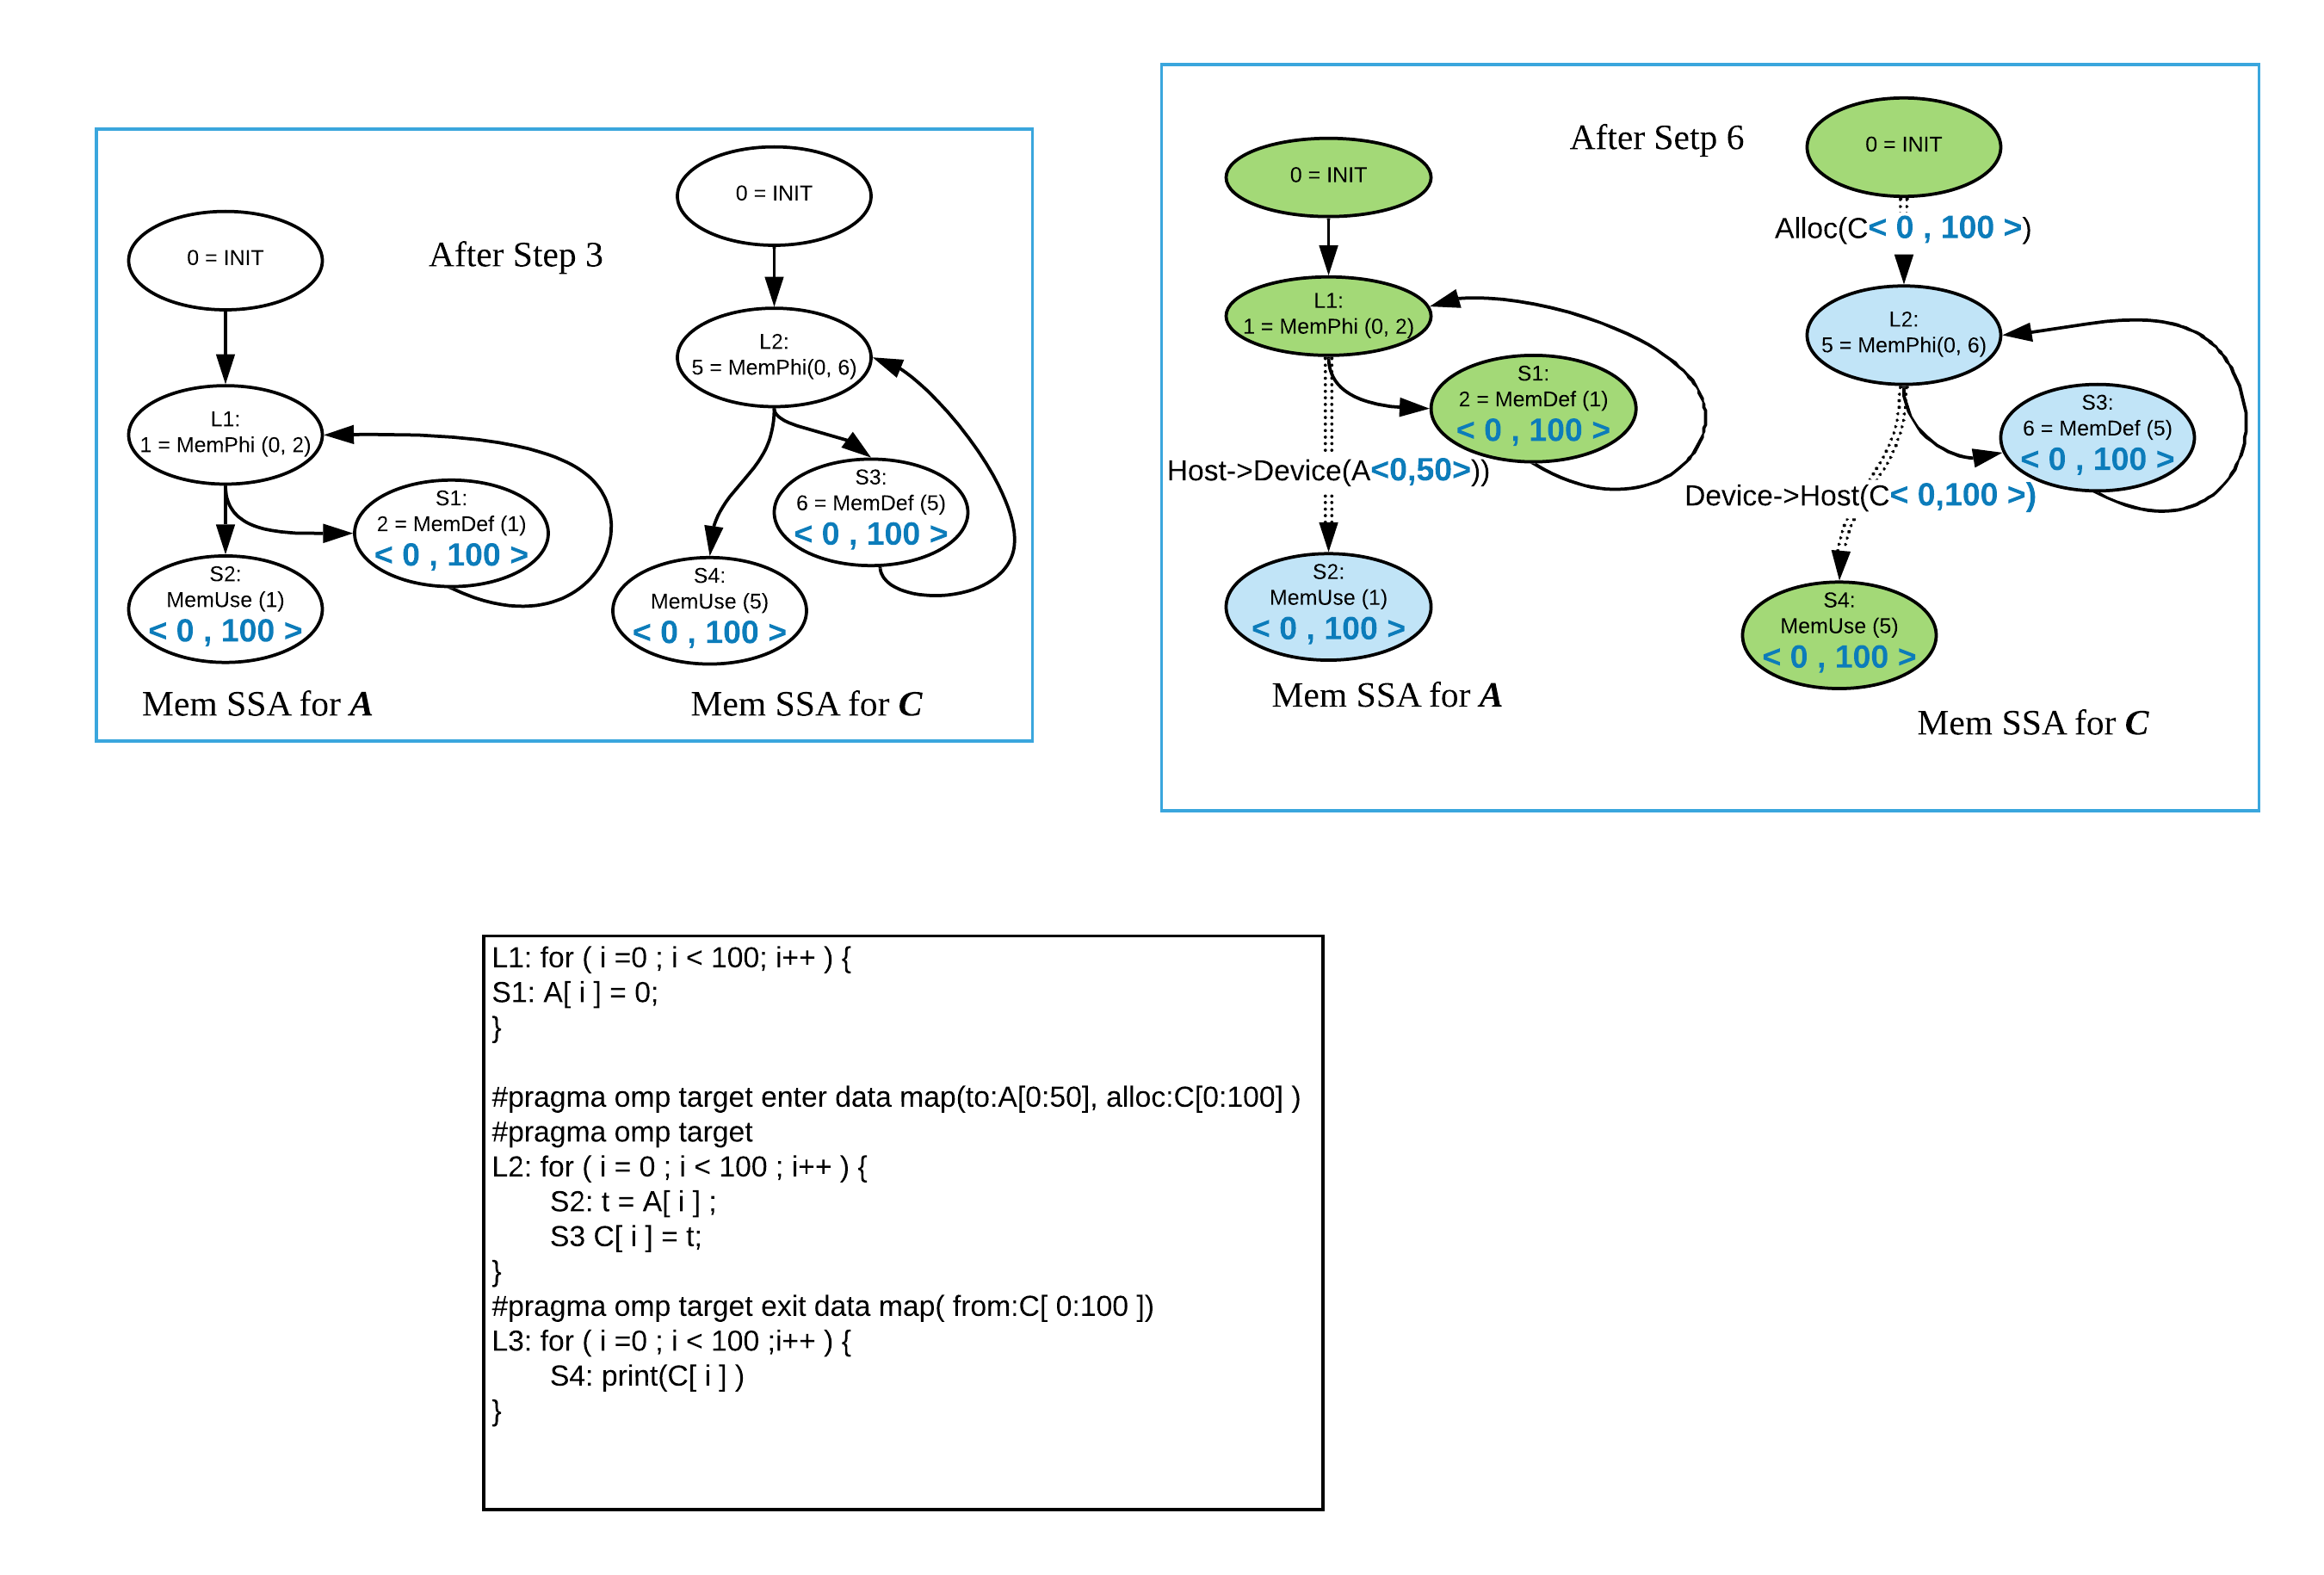 After Step 3
0 = INIT
L1:
1 = MemPhi (0, 2)
S1:
2 = MemDef (1)
< 0 , 100 >
S2:
MemUse (1)
< 0 , 100 >
Mem SSA for A
0 = INIT
L2:
5 = MemPhi(0, 6)
S3:
6 = MemDef (5)
< 0 , 100 >
S4:
MemUse (5)
< 0 , 100 >
Mem SSA for C
After Setp 6
0 = INIT
L1:
1 = MemPhi (0, 2)
S1:
2 = MemDef (1)
< 0 , 100 >
Host->Device(A<0,50>))
S2:
MemUse (1)
< 0 , 100 >
Mem SSA for A
0 = INIT
Alloc(C< 0 , 100 >)
L2:
5 = MemPhi(0, 6)
S3:
6 = MemDef (5)
< 0 , 100 >
Device->Host(C< 0,100 >)
S4:
MemUse (5)
< 0 , 100 >
Mem SSA for C
L1: for ( i =0 ; i < 100; i++ ) {
S1: A[ i ] = 0;
}
#pragma omp target enter data map(to:A[0:50], alloc:C[0:100] )
#pragma omp target
L2: for ( i = 0 ; i < 100 ; i++ ) {
S2: t = A[ i ] ;
S3 C[ i ] = t;
}
#pragma omp target exit data map( from:C[ 0:100 ])
L3: for ( i =0 ; i < 100 ;i++ ) {
S4: print(C[ i ] )
}